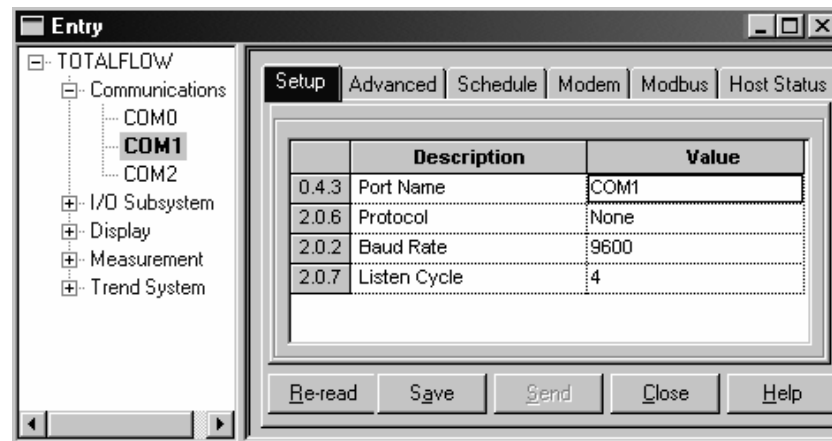 Entry
TOTALFLOW
Communications
COM0
COM1
COM2
I/O Subsystem
Display
Measurement
Trend System
Setup Advanced Schedule Modem Modbus Host Status
Description Value
0.4.3 Port Name COM1
2.0.6 Protocol None
2.0.2 Baud Rate 9600
2.0.7 Listen Cycle 4
Re-read Save Send Close Help